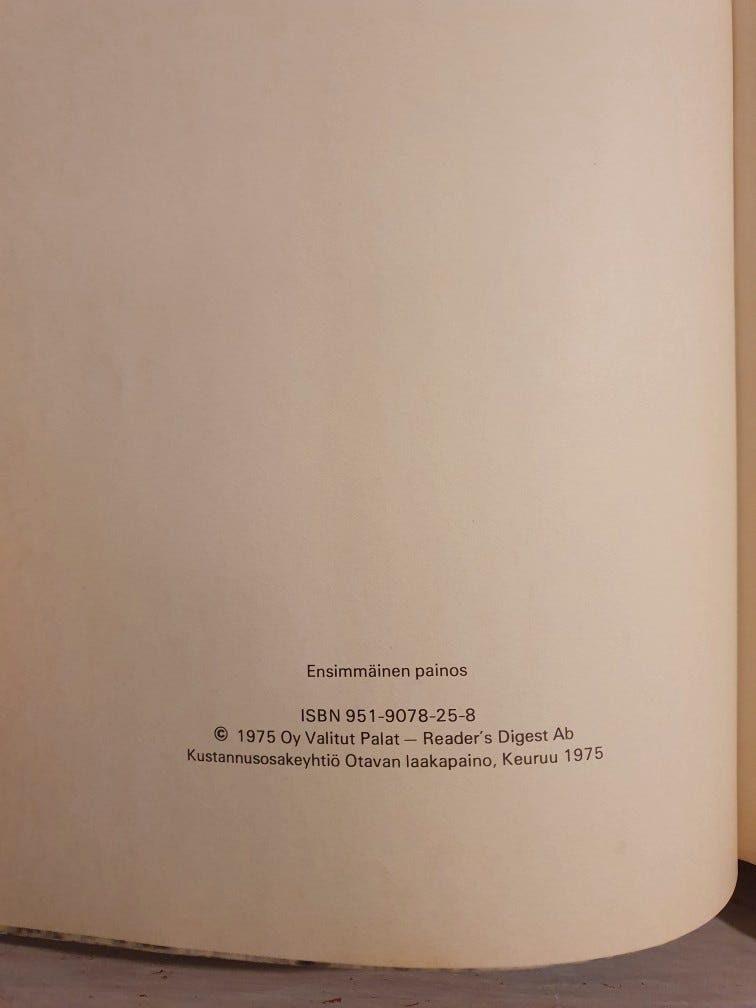 Ensimmäinen painos
ISBN 951-9078-25-8
© 1975 Oy Valitut Palat — Reader's Digest Ab
Kustannusosakeyhtiö Otavan laakapaino, Keuruu 1975